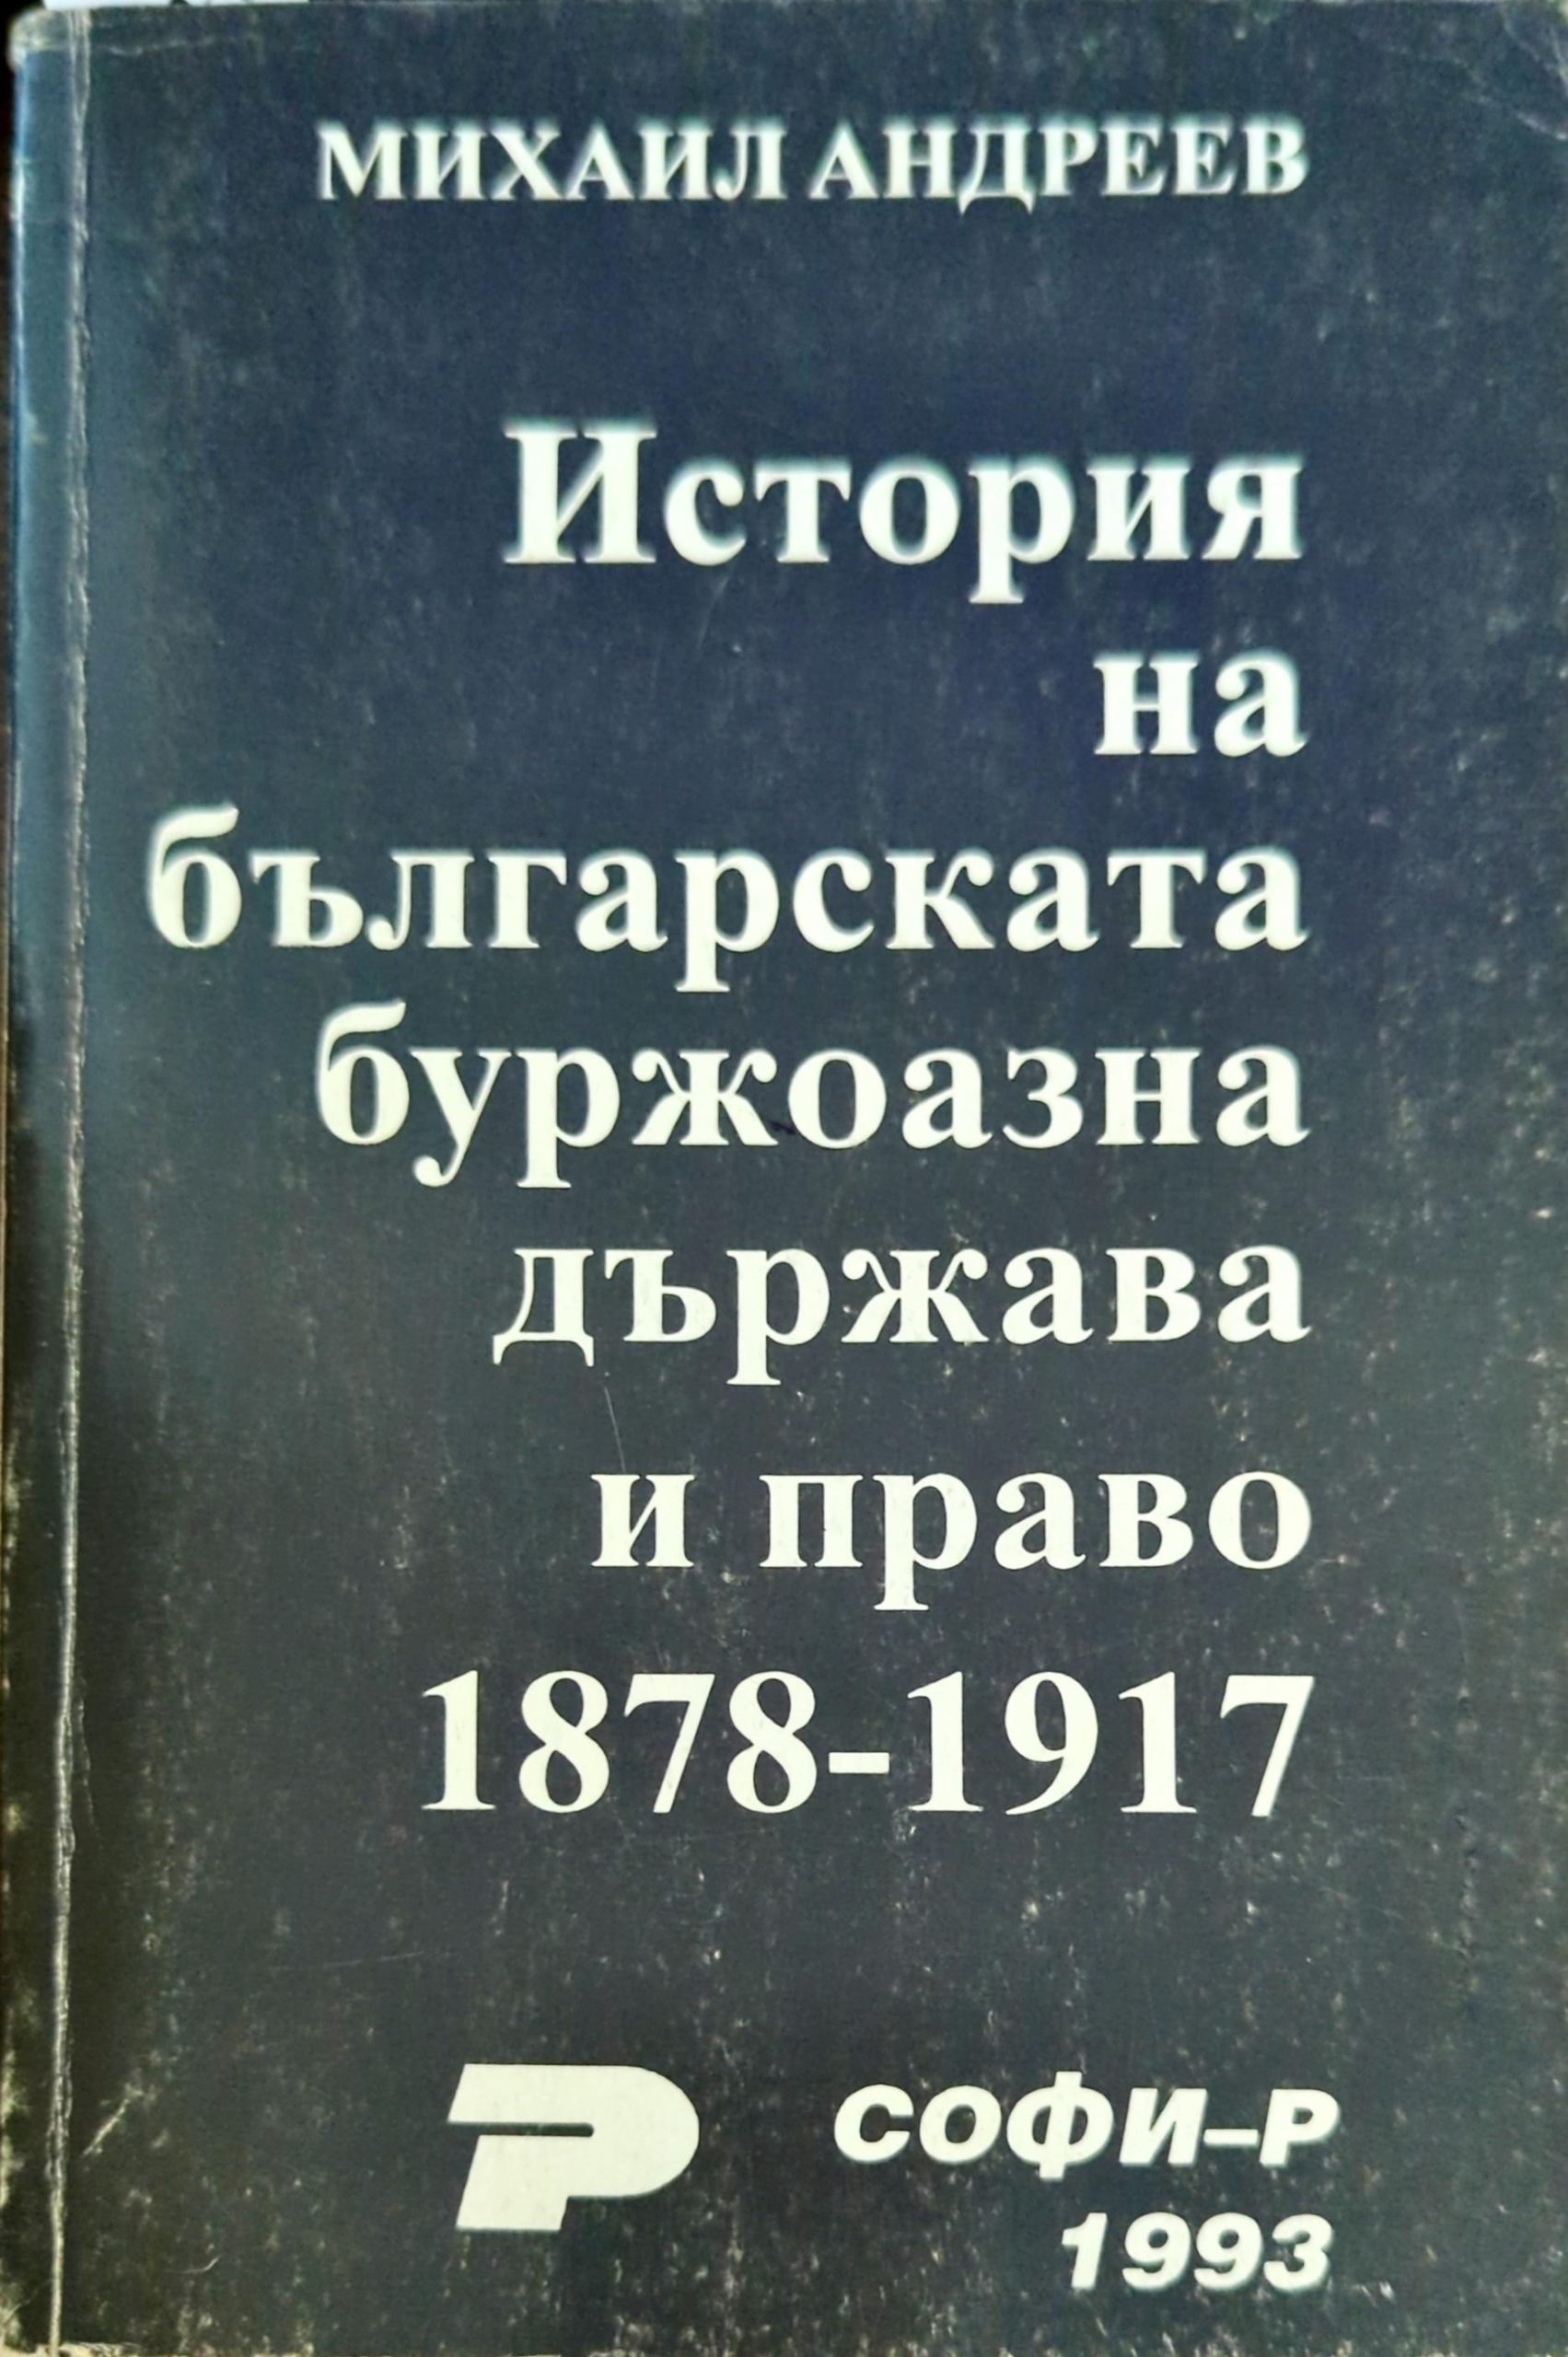 МИХАИЛ АНДРЕЕВ
История
на
българската
буржоазна
държава
и право
1878-1917
СОФИ-Р
1993